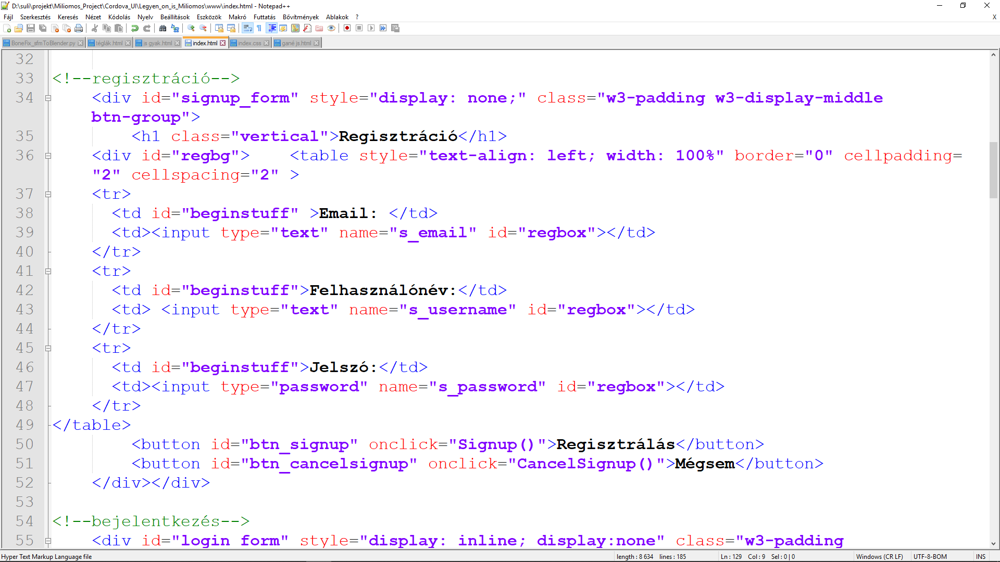 D:\suli\projekt\Miliomos_Project\Cordova_UI\Legyen_on_is_Miliomos\www\index.html - Notepad++
Fájl Szerkesztés Keresés Nézet Kódolás Nyelv Beállítások Eszközök Makró Futtatás Bővítmények Ablakok ? X
BoneFix_sfmToBlender.py téglák.html js gyak.html index.html index.css gané js.html
32
33 <!--regisztráció-->
34 <div id="signup_form" style="display: none;" class="w3-padding w3-display-middle
btn-group">
35 <h1 class="vertical">Regisztráció</h1>
36 <div id="regbg"> <table style="text-align: left; width: 100%" border="0" cellpadding=
"2" cellspacing="2" >
37 <tr>
38 <td id="beginstuff" >Email: </td>
39 <td><input type="text" name="s_email" id="regbox"></td>
40 </tr>
41 <tr>
42 <td id="beginstuff">Felhasználónév:</td>
43 <td> <input type="text" name="s_username" id="regbox"></td>
44 </tr>
45 <tr>
46 <td id="beginstuff">Jelszó:</td>
47 <td><input type="password" name="s_password" id="regbox"></td>
48 </tr>
49 </table>
50 <button id="btn_signup" onclick="Signup()">Regisztrálás</button>
51 <button id="btn_cancelsignup" onclick="CancelSignup()">Mégsem</button>
52 </div></div>
53
54 <!--bejelentkezés-->
55 <div id="login_form" style="display: inline; display:none" class="w3-padding
Hyper Text Markup Language file length : 8 634 lines : 185 Ln : 129 Col : 9 Sel : 0 | 0 Windows (CR LF) UTF-8-BOM INS